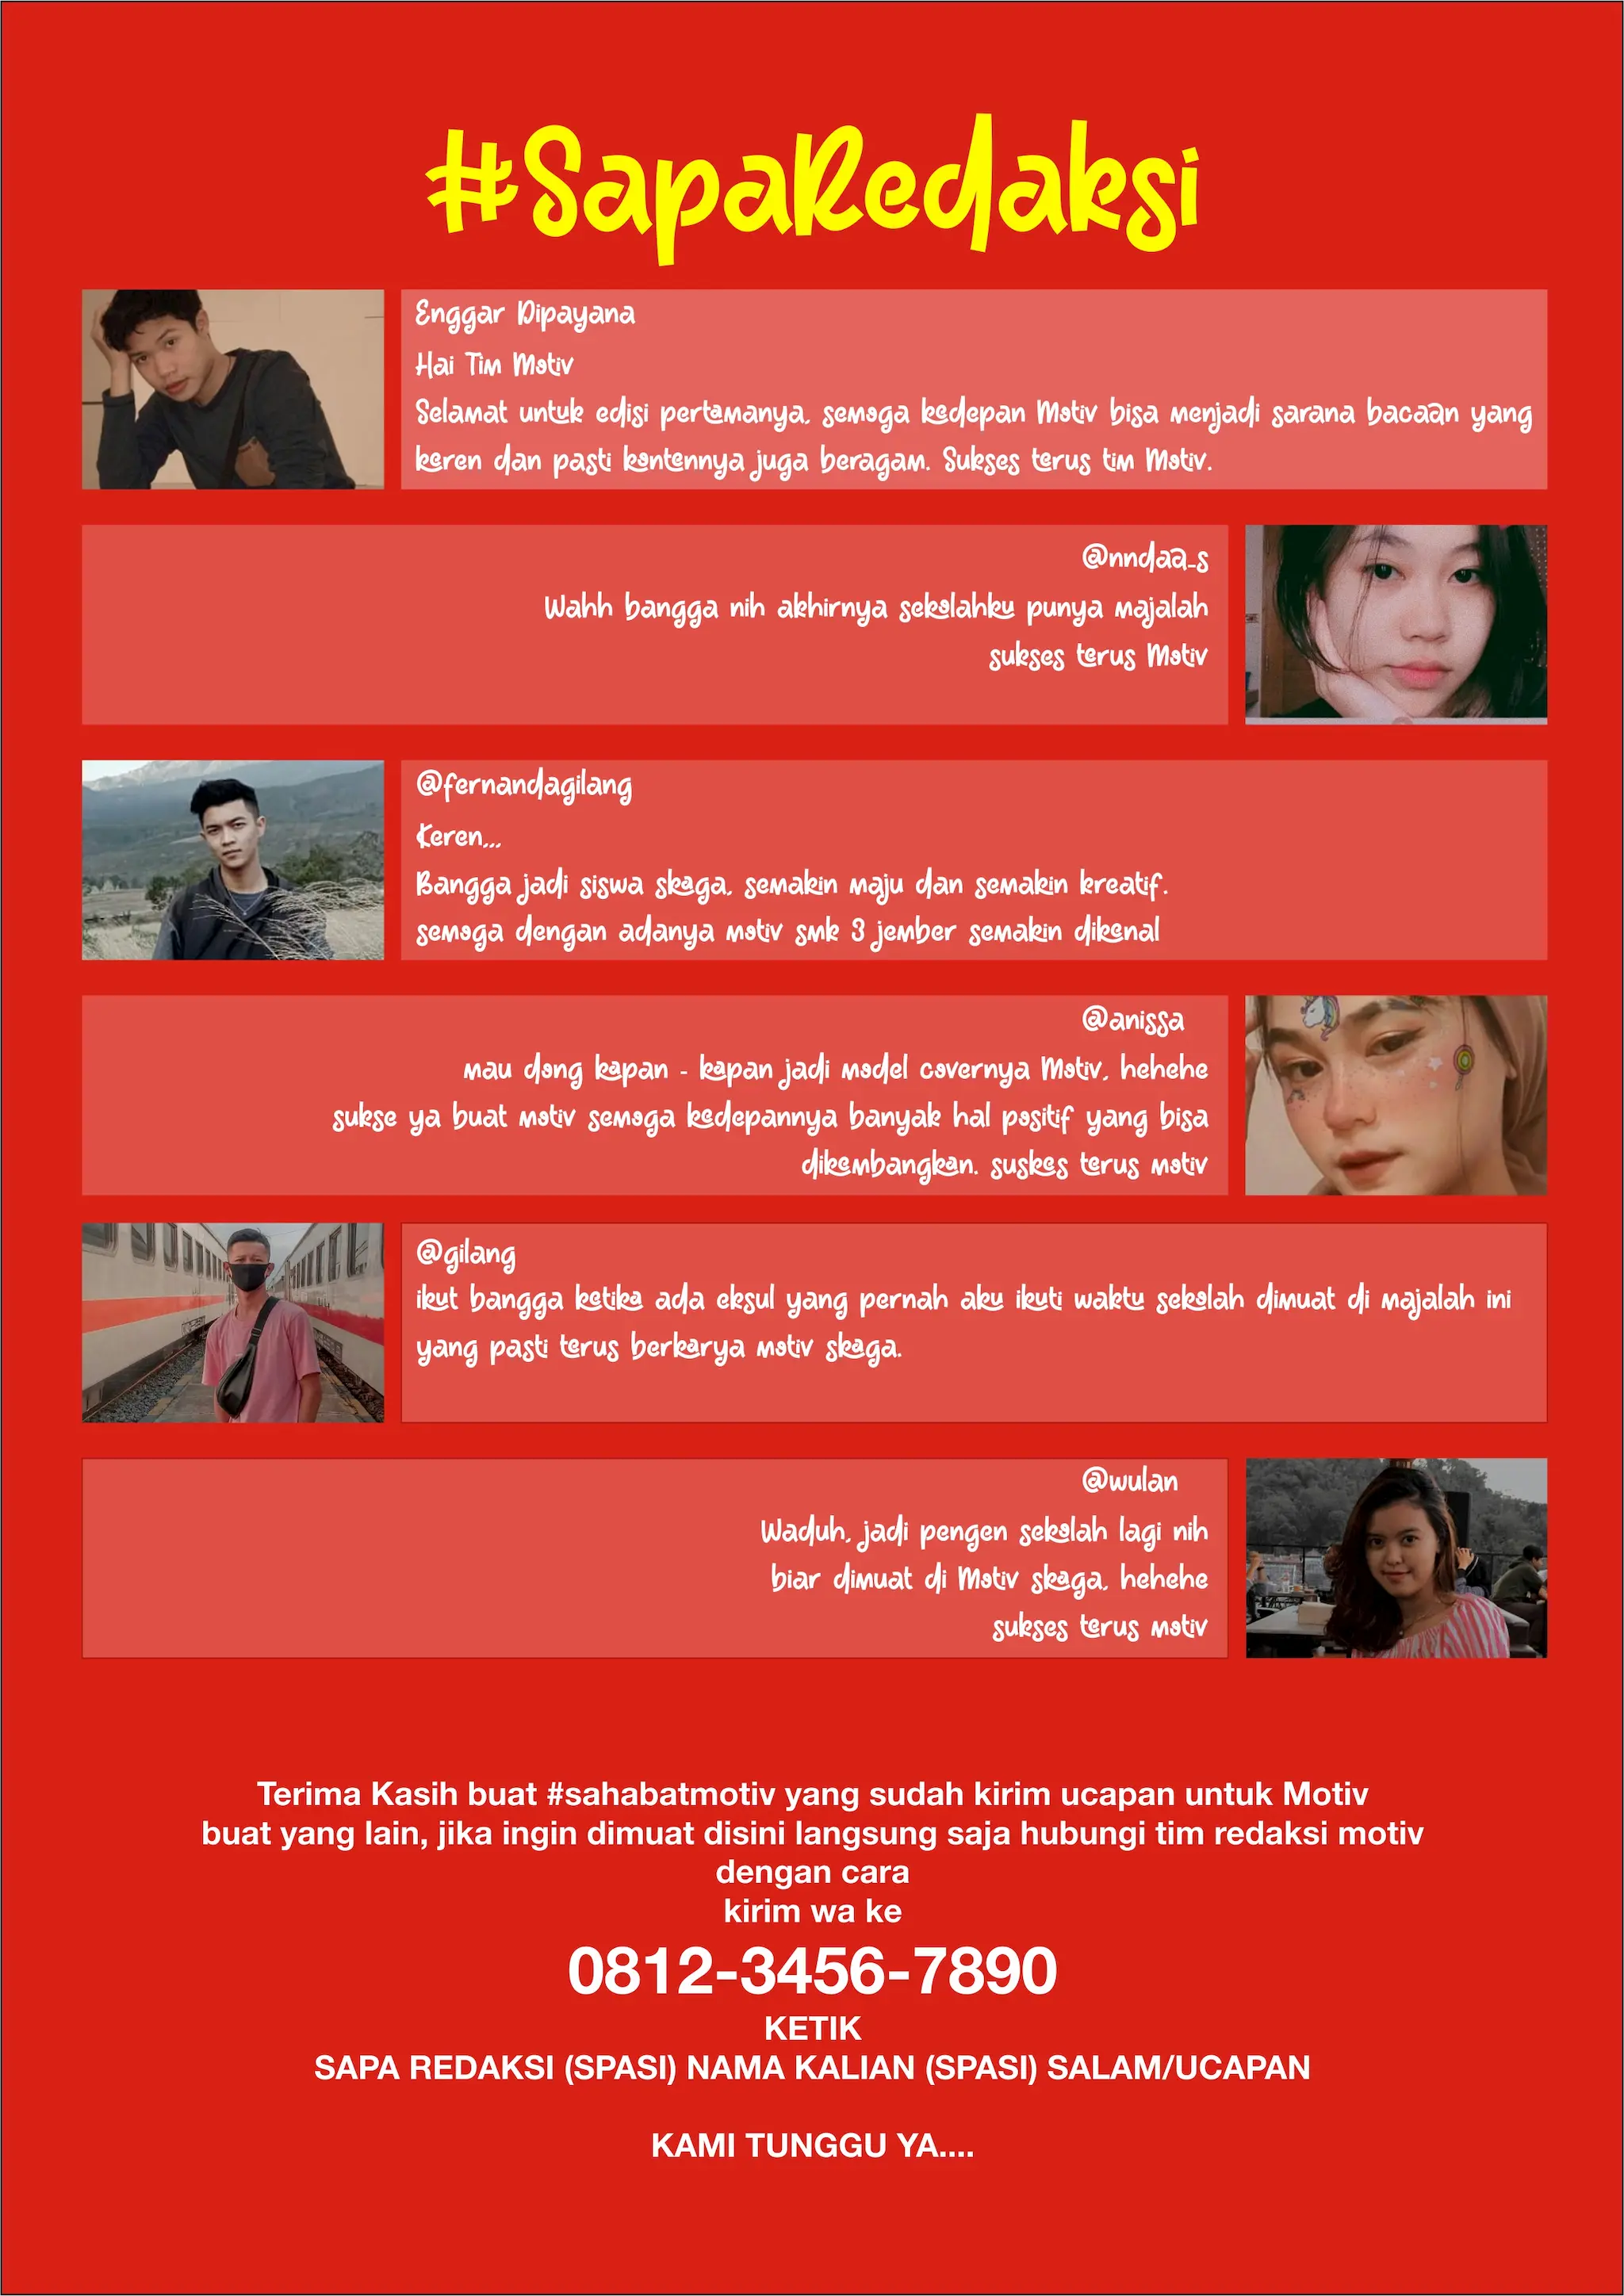 #SapaRedaksi
Enggar Dipayana
Hai Tim Motiv
Selamat untuk edisi pertamanya, semoga kedepan Motiv bisa menjadi sarana bacaan yang
keren dan pasti kontennya juga beragam. Sukses terus tim Motiv.
@nndaa_s
Wahh bangga nih akhirnya sekolahku punya majalah
sukses terus Motiv
@fernandagilang
Keren...
Bangga jadi siswa skaga, semakin maju dan semakin kreatif.
semoga dengan adanya motiv smk 3 jember semakin dikenal
@anissa
mau dong kapan - kapan jadi model covernya Motiv, hehehe
sukse ya buat motiv semoga kedepannya banyak hal positif yang bisa
dikembangkan. suskes terus motiv
@gilang
ikut bangga ketika ada eksul yang pernah aku ikuti waktu sekolah dimuat di majalah ini
yang pasti terus berkarya motiv skaga.
@wulan
Waduh, jadi pengen sekolah lagi nih
biar dimuat di Motiv skaga, hehehe
sukses terus motiv
Terima Kasih buat #sahabatmotiv yang sudah kirim ucapan untuk Motiv
buat yang lain, jika ingin dimuat disini langsung saja hubungi tim redaksi motiv
dengan cara
kirim wa ke
0812-3456-7890
KETIK
SAPA REDAKSI (SPASI) NAMA KALIAN (SPASI) SALAM/UCAPAN
KAMI TUNGGU YA....